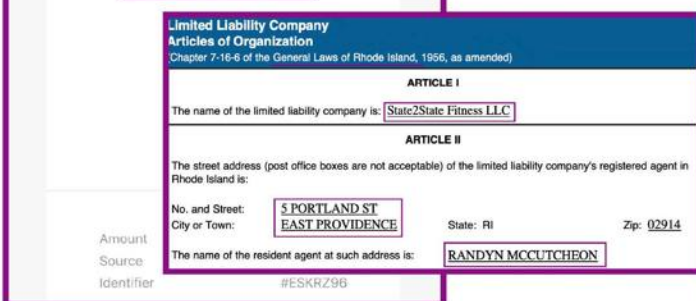 Limited Liability Company
Articles of Organization
(Chapter 7-16-6 of the General Laws of Rhode Island, 1956, as amended)
ARTICLE I
The name of the limited liability company is: State2State Fitness LLC
ARTICLE II
The street address (post office boxes are not acceptable) of the limited liability company's registered agent in
Rhode Island is:
No. and Street: 5 PORTLAND ST
City or Town: EAST PROVIDENCE State: RI Zip: 02914
The name of the resident agent at such address is: RANDYN MCCUTCHEON
Amount
Source
Identifier #ESKRZ96